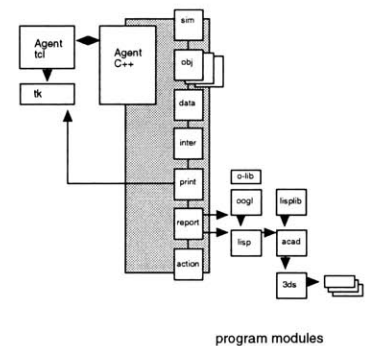 sim
Agent
tcl
Agent
C++
obj
tk
data
inter
print
o-lib
oogl
lisplib
report
lisp
acad
action
3ds
program modules